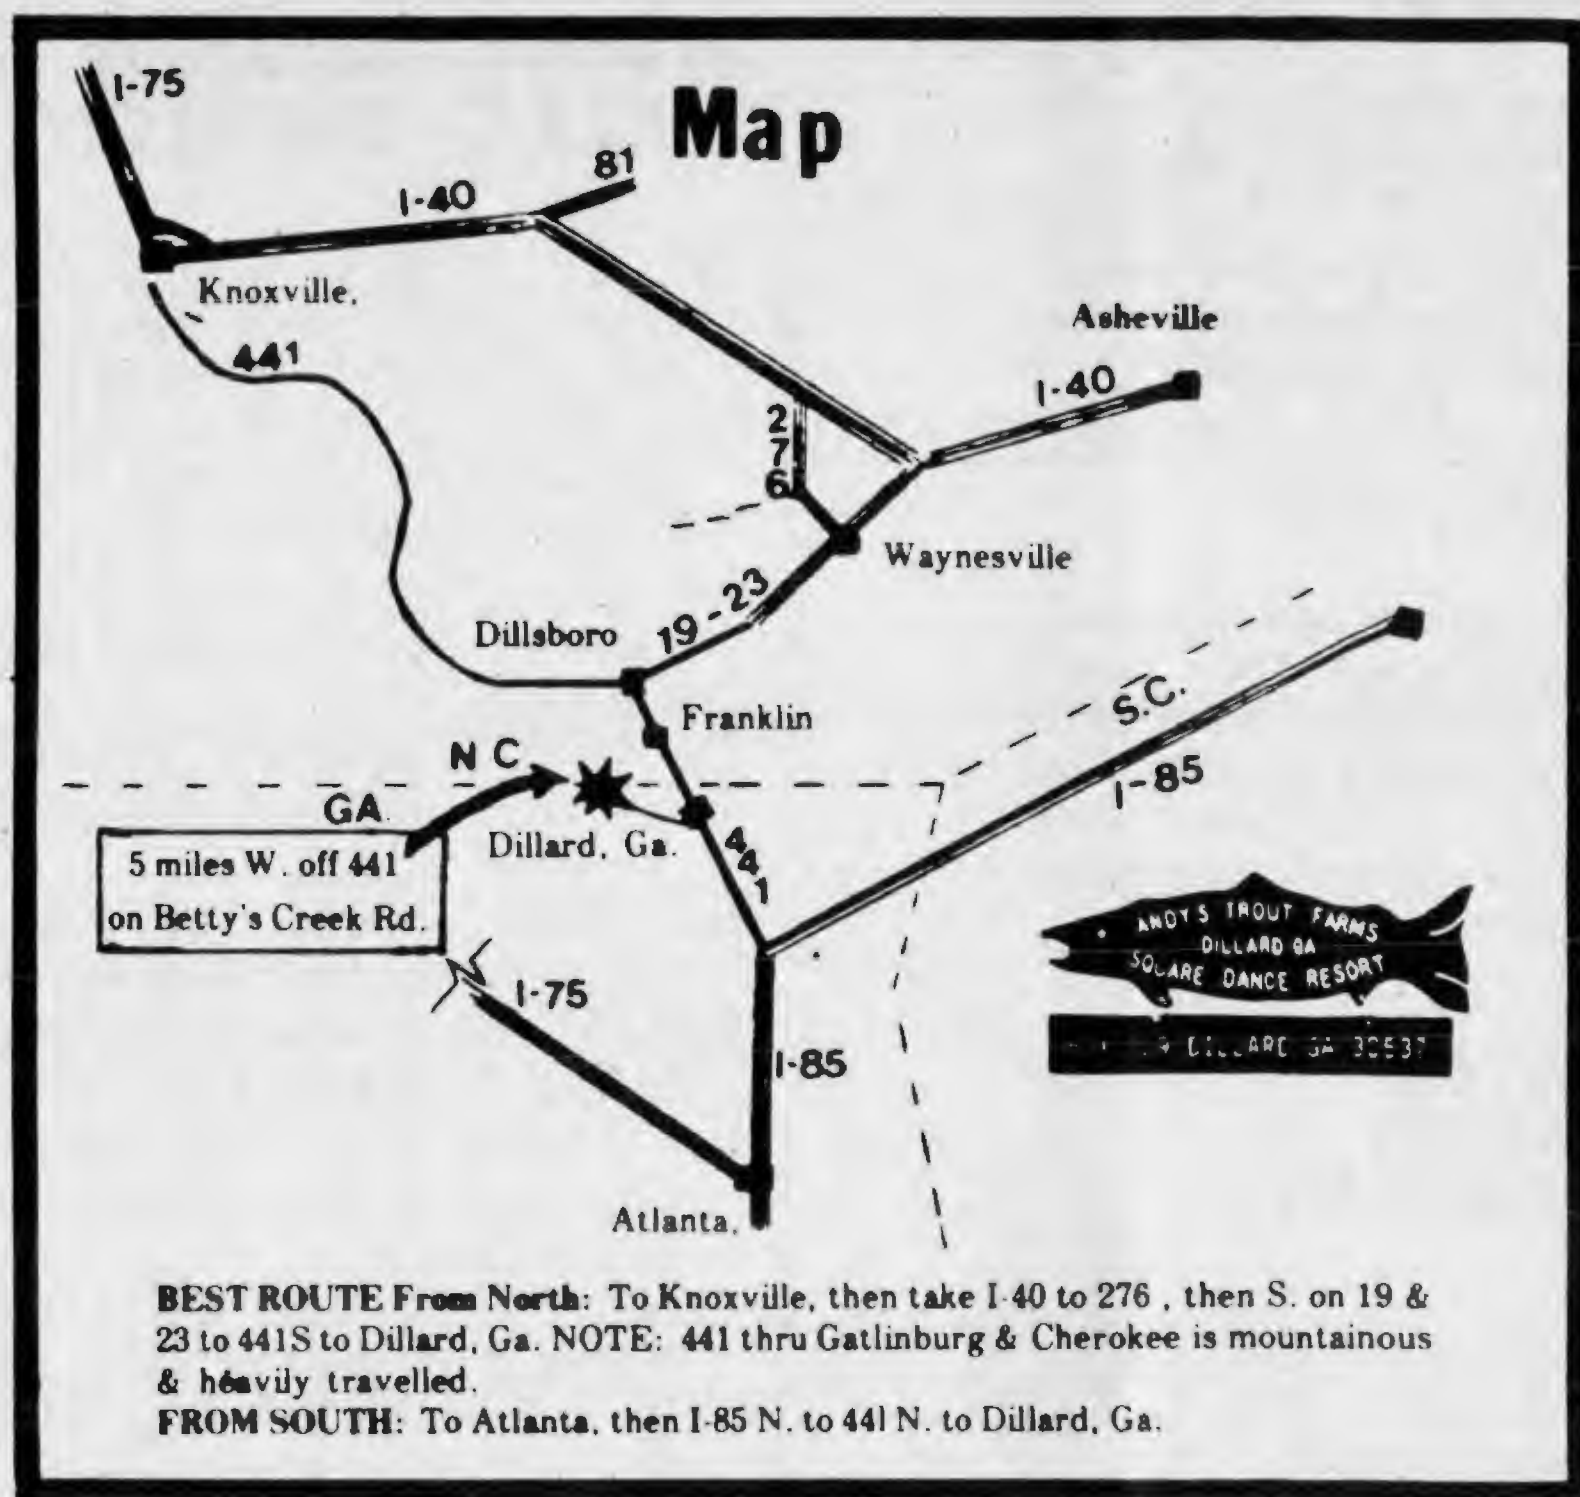 Map
I-75
81
I-40
Knoxville,
441
Asheville
I-40
276
Waynesville
19-23
Dillsboro
Franklin
S.C.
N C
I-85
GA.
Dillard, Ga.
441
5 miles W. off 441
on Betty's Creek Rd.
ANDY'S TROUT FARMS
DILLARD GA
SQUARE DANCE RESORT
I-75
DILLARD GA 30537
I-85
Atlanta,
BEST ROUTE From North: To Knoxville, then take I-40 to 276 , then S. on 19 &
23 to 441S to Dillard, Ga. NOTE: 441 thru Gatlinburg & Cherokee is mountainous
& heavily travelled.
FROM SOUTH: To Atlanta, then I-85 N. to 441 N. to Dillard, Ga.